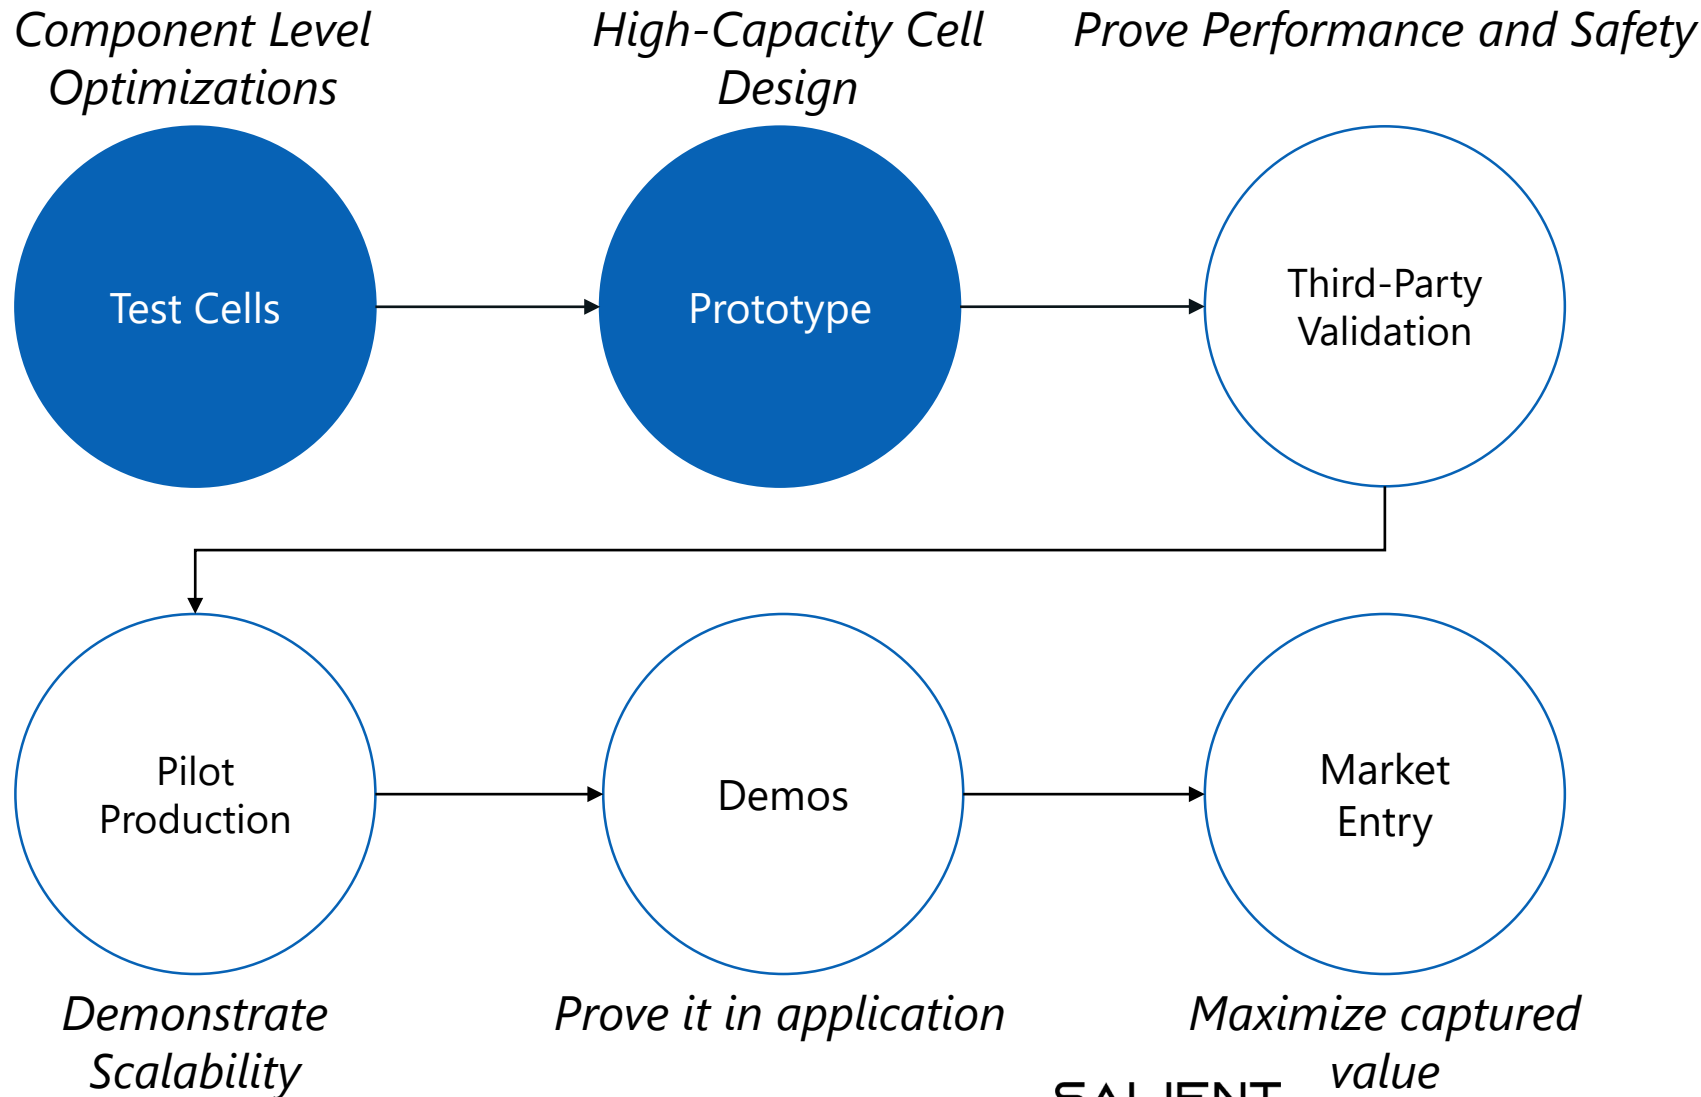 Component Level
Optimizations
High-Capacity Cell
Design
Prove Performance and Safety
Test Cells
Prototype
Third-Party
Validation
Pilot
Production
Demos
Market
Entry
Demonstrate
Scalability
Prove it in application
Maximize captured
value
SALIENT